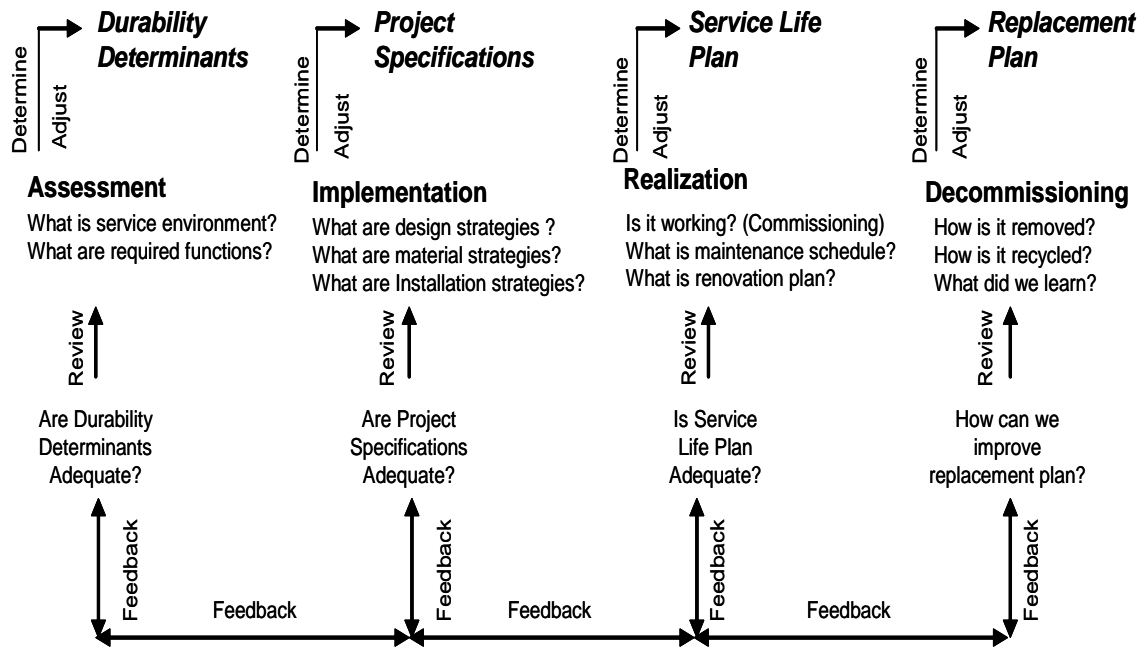 Durability
Determinants
Determine
Adjust
Assessment
What is service environment?
What are required functions?
Review
Are Durability
Determinants
Adequate?
Feedback
Feedback
Project
Specifications
Determine
Adjust
Implementation
What are design strategies ?
What are material strategies?
What are Installation strategies?
Review
Are Project
Specifications
Adequate?
Feedback
Feedback
Service Life
Plan
Determine
Adjust
Realization
Is it working? (Commissioning)
What is maintenance schedule?
What is renovation plan?
Review
Is Service
Life Plan
Adequate?
Feedback
Feedback
Replacement
Plan
Determine
Adjust
Decommissioning
How is it removed?
How is it recycled?
What did we learn?
Review
How can we
improve
replacement plan?
Feedback